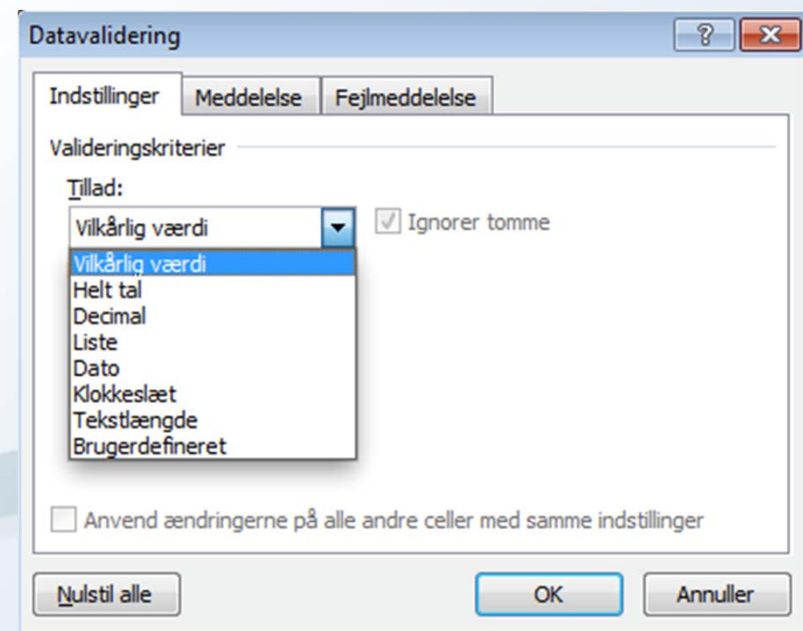 Datavalidering
Indstillinger Meddelelse Fejlmeddelelse
Valideringskriterier
Tillad:
Vilkårlig værdi Ignorer tomme
Vilkårlig værdi
Helt tal
Decimal
Liste
Dato
Klokkeslæt
Tekstlængde
Brugerdefineret
Anvend ændringerne på alle andre celler med samme indstillinger
Nulstil alle OK Annuller